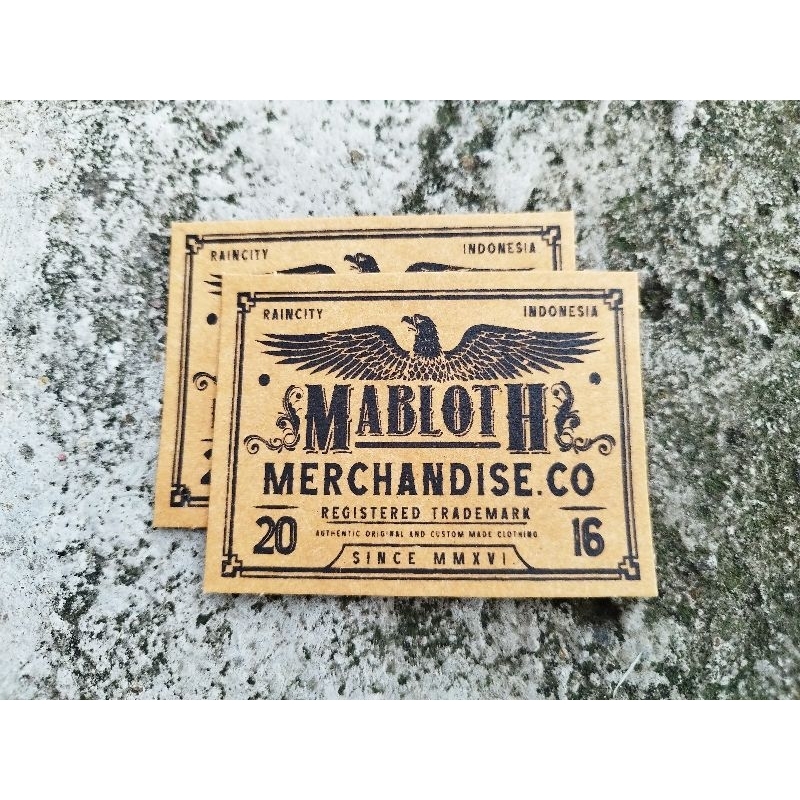 RAINCITY INDONESIA
RAINCITY INDONESIA
MABLOTH
MERCHANDISE.CO
REGISTERED TRADEMARK
20 16
AUTHENTIC ORIGINAL AND CUSTOM MADE CLOTHING
SINCE MMXVI.